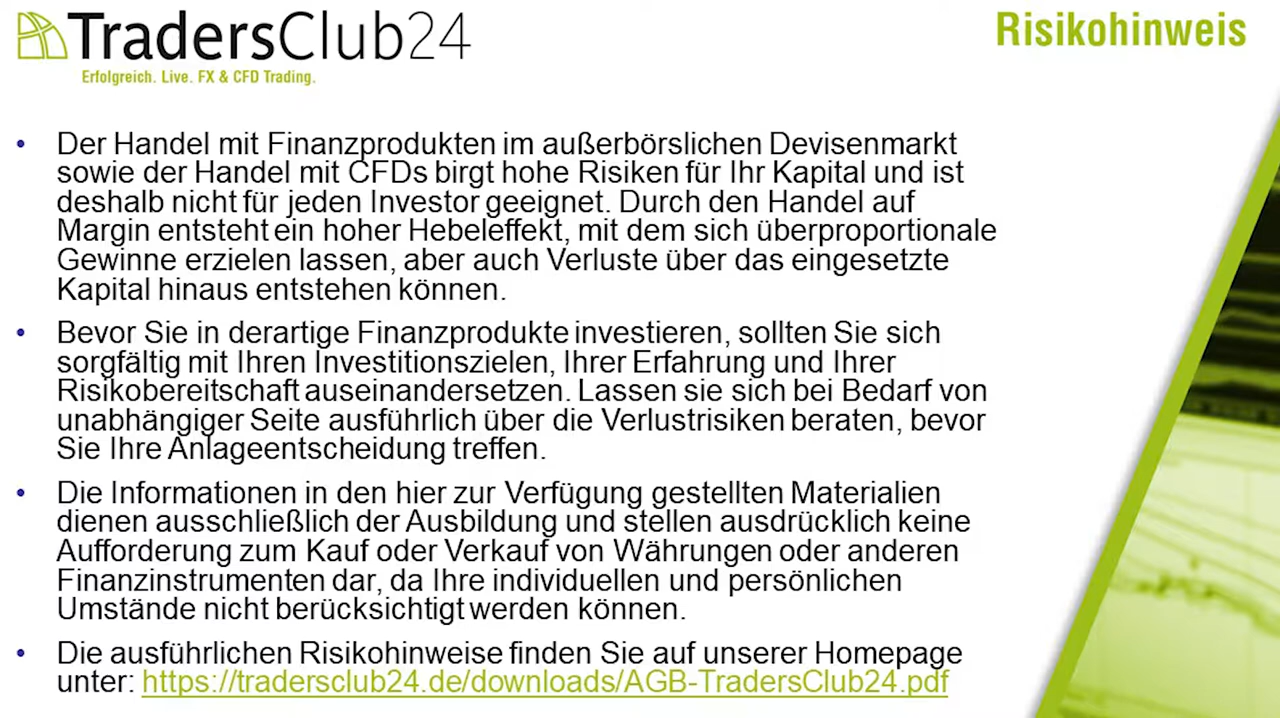 TradersClub24
Erfolgreich. Live. FX & CFD Trading.
Risikohinweis
• Der Handel mit Finanzprodukten im außerbörslichen Devisenmarkt
sowie der Handel mit CFDs birgt hohe Risiken für Ihr Kapital und ist
deshalb nicht für jeden Investor geeignet. Durch den Handel auf
Margin entsteht ein hoher Hebeleffekt, mit dem sich überproportionale
Gewinne erzielen lassen, aber auch Verluste über das eingesetzte
Kapital hinaus entstehen können.
• Bevor Sie in derartige Finanzprodukte investieren, sollten Sie sich
sorgfältig mit Ihren Investitionszielen, Ihrer Erfahrung und Ihrer
Risikobereitschaft auseinandersetzen. Lassen sie sich bei Bedarf von
unabhängiger Seite ausführlich über die Verlustrisiken beraten, bevor
Sie Ihre Anlageentscheidung treffen.
• Die Informationen in den hier zur Verfügung gestellten Materialien
dienen ausschließlich der Ausbildung und stellen ausdrücklich keine
Aufforderung zum Kauf oder Verkauf von Währungen oder anderen
Finanzinstrumenten dar, da Ihre individuellen und persönlichen
Umstände nicht berücksichtigt werden können.
• Die ausführlichen Risikohinweise finden Sie auf unserer Homepage
unter: https://tradersclub24.de/downloads/AGB-TradersClub24.pdf